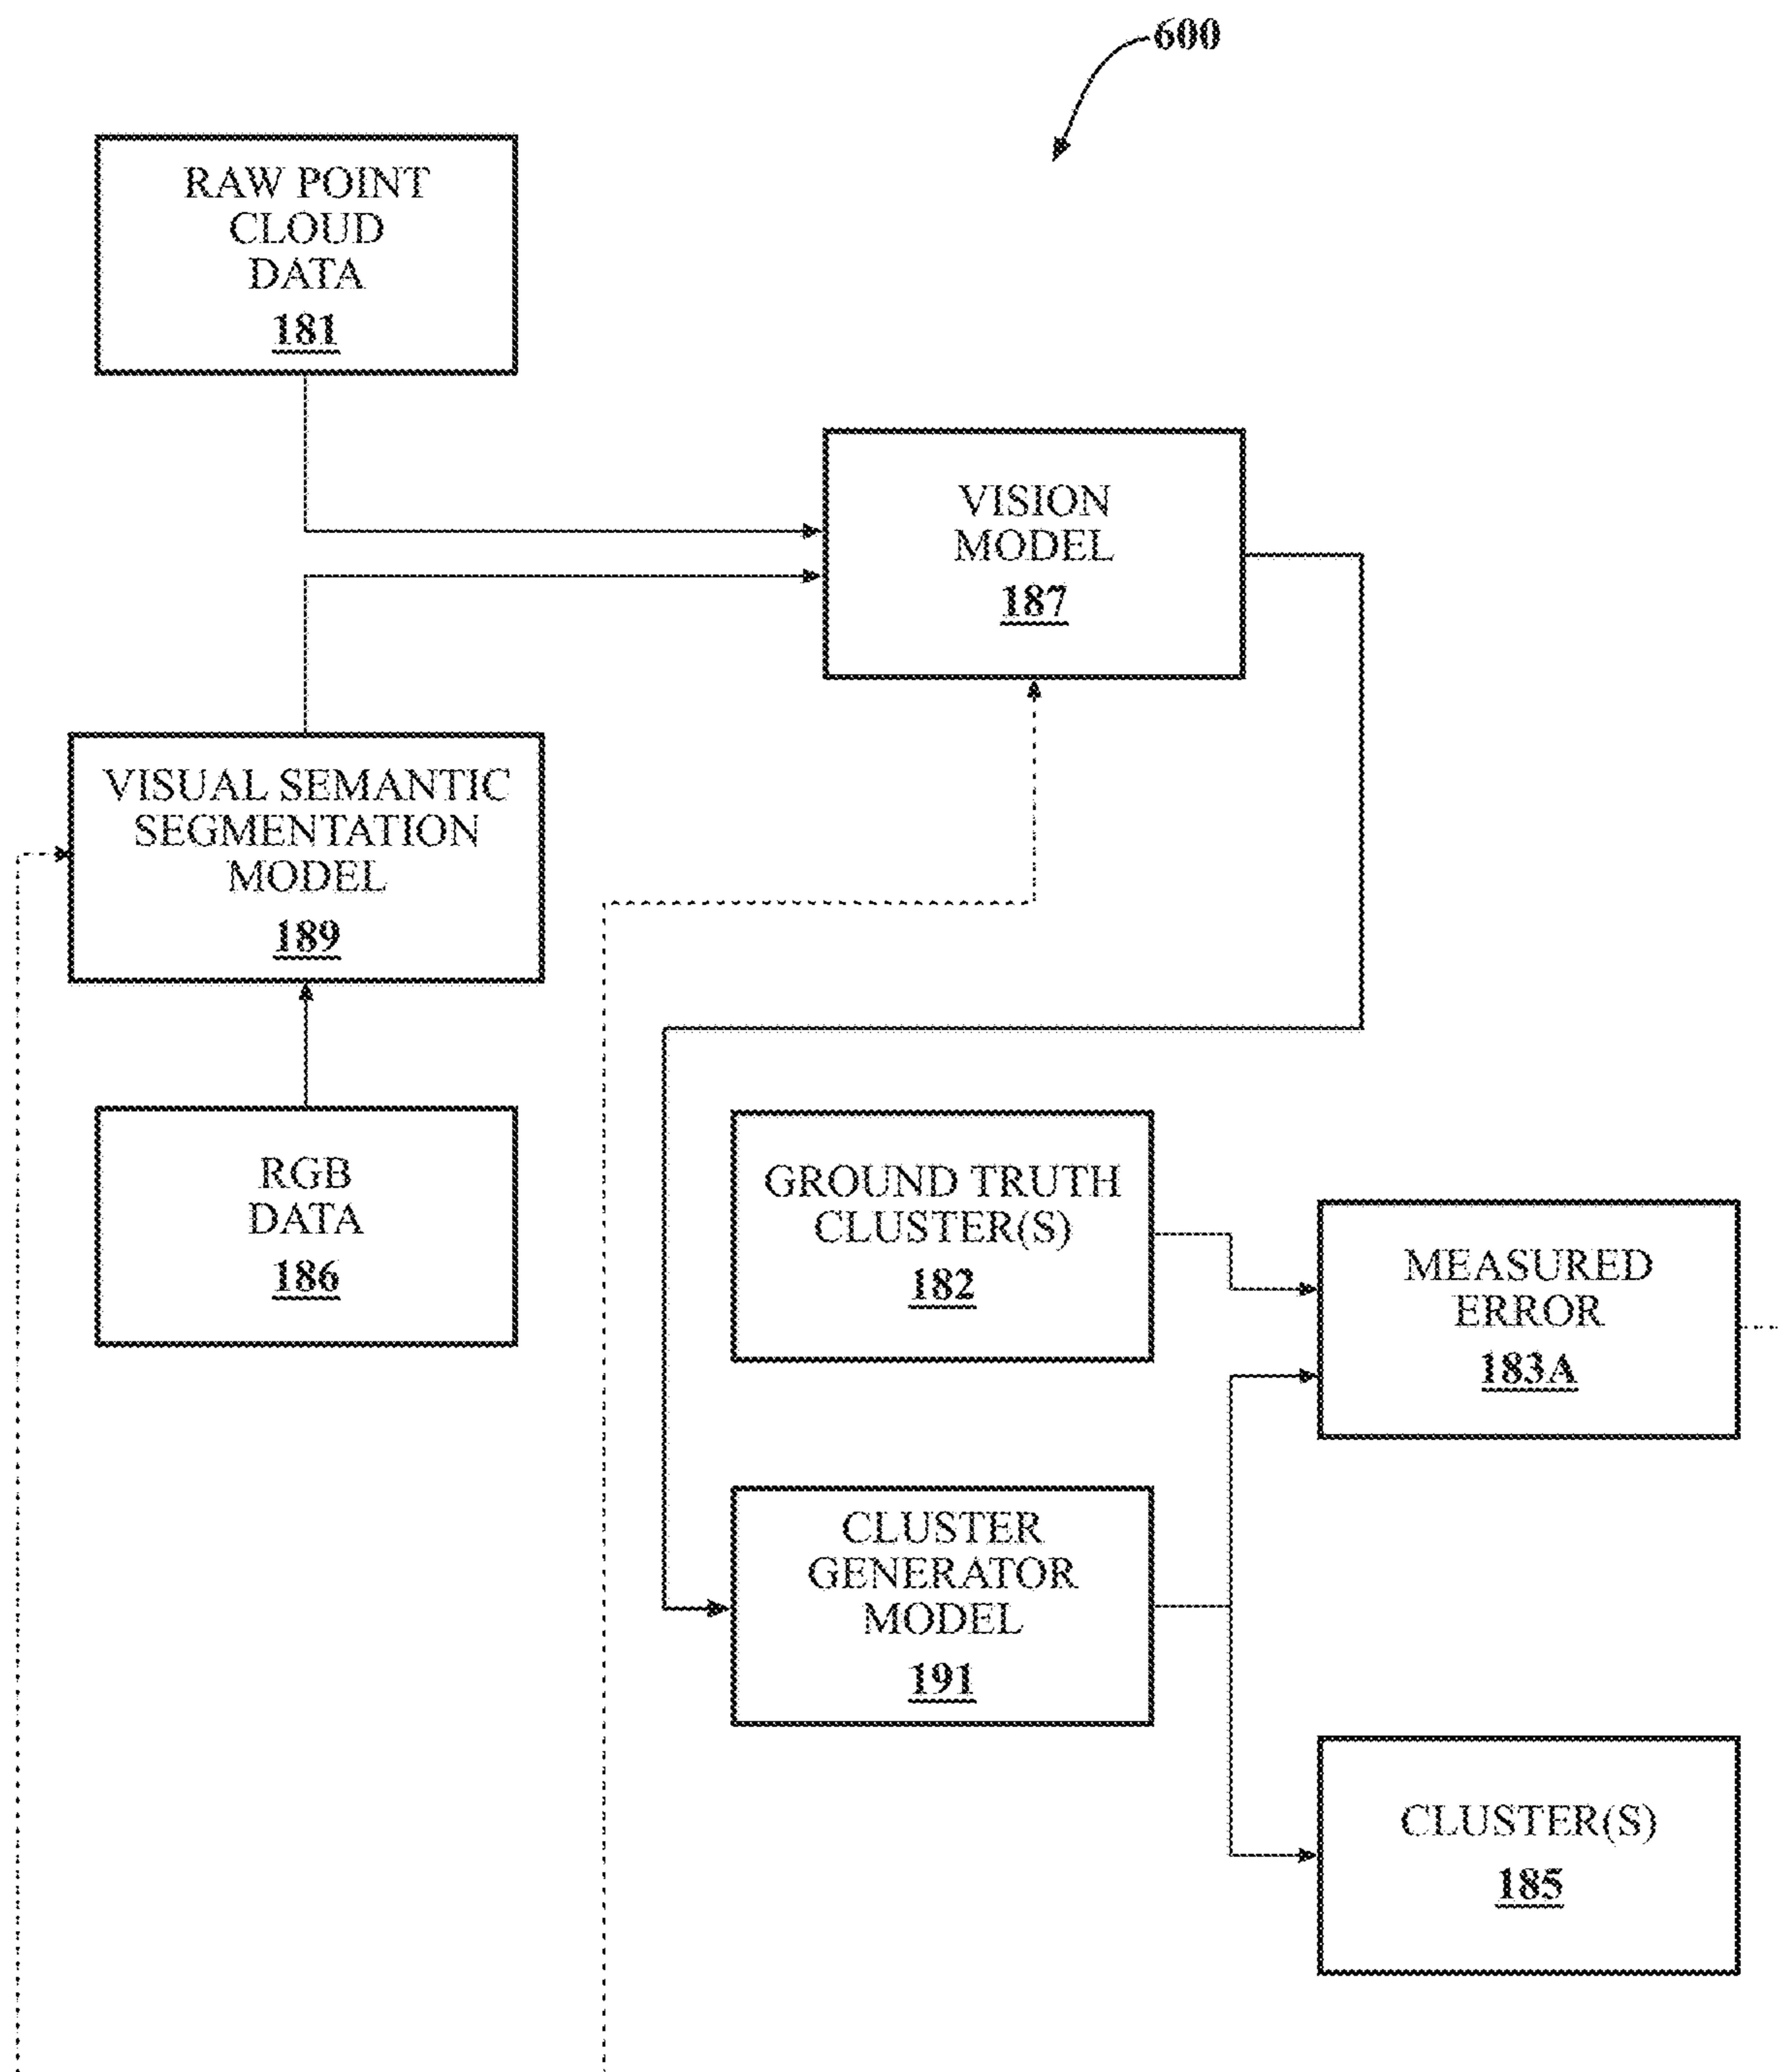 600
RAW POINT
CLOUD
DATA
181
VISION
MODEL
187
VISUAL SEMANTIC
SEGMENTATION
MODEL
189
RGB
DATA
186
GROUND TRUTH
CLUSTER(S)
182
MEASURED
ERROR
183A
CLUSTER
GENERATOR
MODEL
191
CLUSTER(S)
185